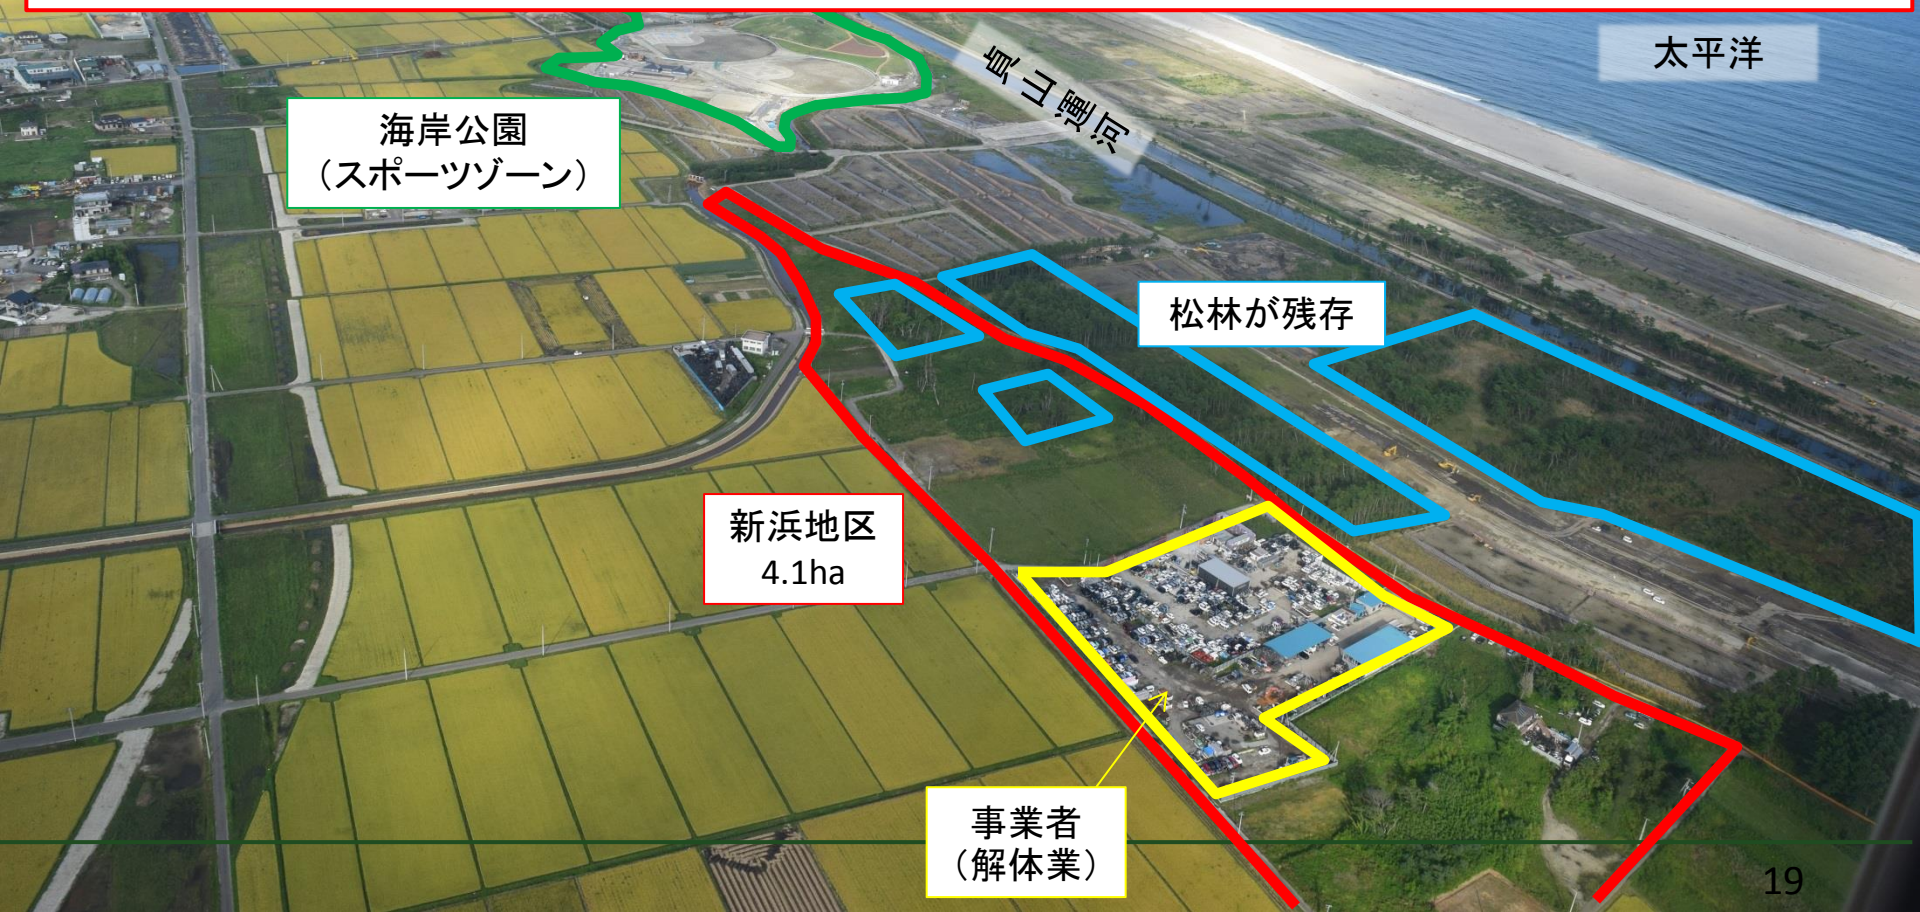 太平洋
貞山運河
海岸公園
（スポーツゾーン）
松林が残存
新浜地区
4.1ha
事業者
（解体業）
19